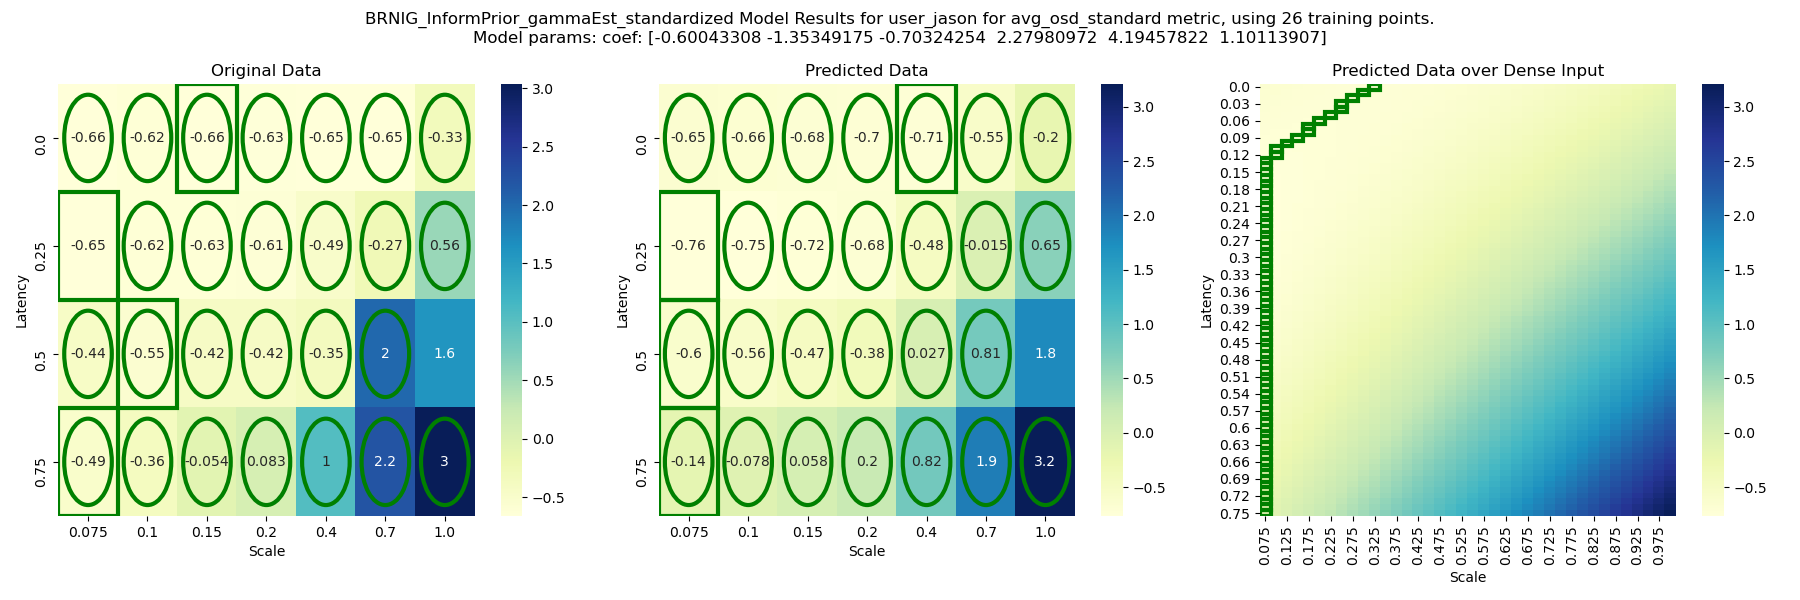 BRNIG_InformPrior_gammaEst_standardized Model Results for user_jason for avg_osd_standard metric, using 26 training points.
Model params: coef: [-0.60043308 -1.35349175 -0.70324254  2.27980972  4.19457822  1.10113907]
Original Data
Latency
0.0
0.25
0.5
0.75
-0.66 -0.62 -0.66 -0.63 -0.65 -0.65 -0.33
-0.65 -0.62 -0.63 -0.61 -0.49 -0.27 0.56
-0.44 -0.55 -0.42 -0.42 -0.35 2 1.6
-0.49 -0.36 -0.054 0.083 1 2.2 3
0.075 0.1 0.15 0.2 0.4 0.7 1.0
Scale
3.0
2.5
2.0
1.5
1.0
0.5
0.0
−0.5
Predicted Data
Latency
0.0
0.25
0.5
0.75
-0.65 -0.66 -0.68 -0.7 -0.71 -0.55 -0.2
-0.76 -0.75 -0.72 -0.68 -0.48 -0.015 0.65
-0.6 -0.56 -0.47 -0.38 0.027 0.81 1.8
-0.14 -0.078 0.058 0.2 0.82 1.9 3.2
0.075 0.1 0.15 0.2 0.4 0.7 1.0
Scale
3.0
2.5
2.0
1.5
1.0
0.5
0.0
−0.5
Predicted Data over Dense Input
Latency
0.0
0.03
0.06
0.09
0.12
0.15
0.18
0.21
0.24
0.27
0.3
0.33
0.36
0.39
0.42
0.45
0.48
0.51
0.54
0.57
0.6
0.63
0.66
0.69
0.72
0.75
0.075 0.125 0.175 0.225 0.275 0.325 0.375 0.425 0.475 0.525 0.575 0.625 0.675 0.725 0.775 0.825 0.875 0.925 0.975
Scale
3.0
2.5
2.0
1.5
1.0
0.5
0.0
−0.5